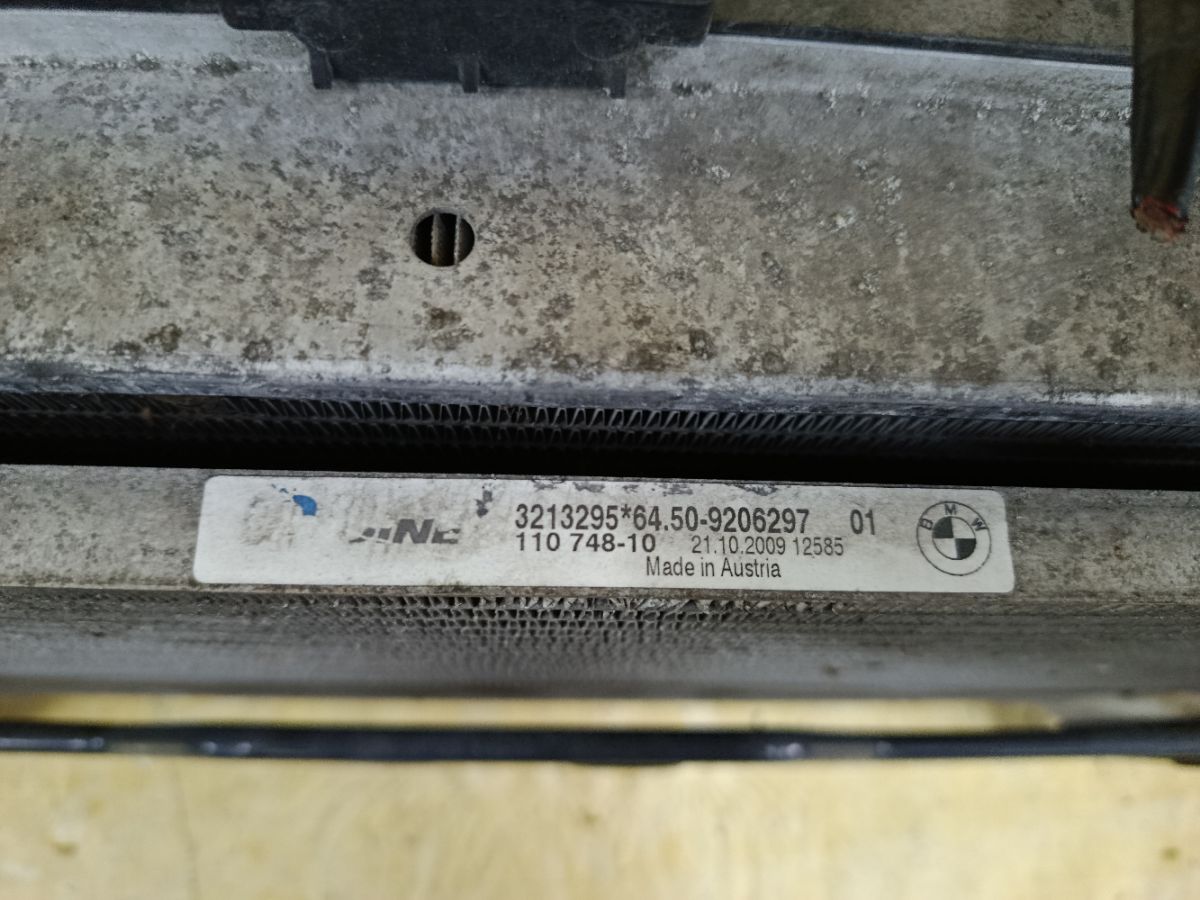 3213295*64.50-9206297 01
110 748-10 21.10.2009 12585
Made in Austria
BMW